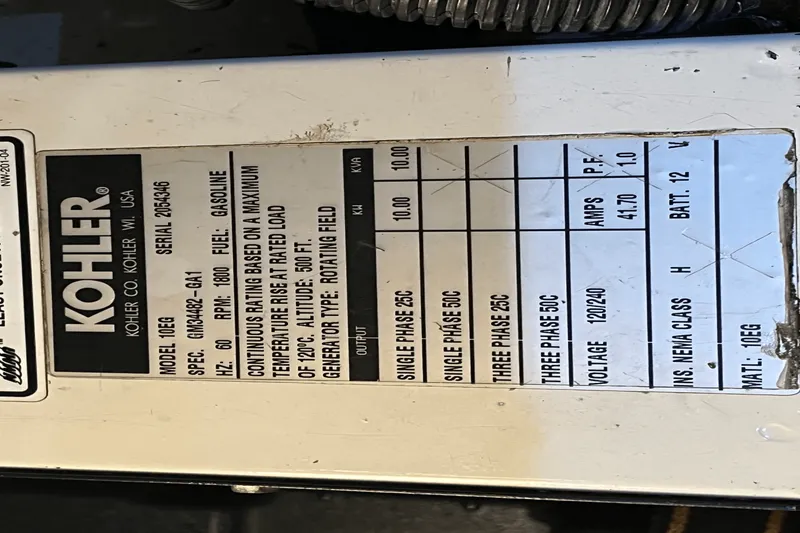 NW-201-04
KOHLER®
KOHLER CO. KOHLER WI. USA
MODEL 10EG SERIAL 2054346
SPEC. GM34482-GA1
HZ: 60 RPM: 1800 FUEL: GASOLINE
CONTINUOUS RATING BASED ON A MAXIMUM
TEMPERATURE RISE AT RATED LOAD
OF 120°C. ALTITUDE: 500 FT.
GENERATOR TYPE: ROTATING FIELD
OUTPUT KW KVA
SINGLE PHASE 25C 10.00 10.00
SINGLE PHASE 50C
THREE PHASE 25C
THREE PHASE 50C
VOLTAGE 120/240 AMPS 41.70 P.F. 1.0
INS. NEMA CLASS H BATT. 12 V
MATL: 10EG